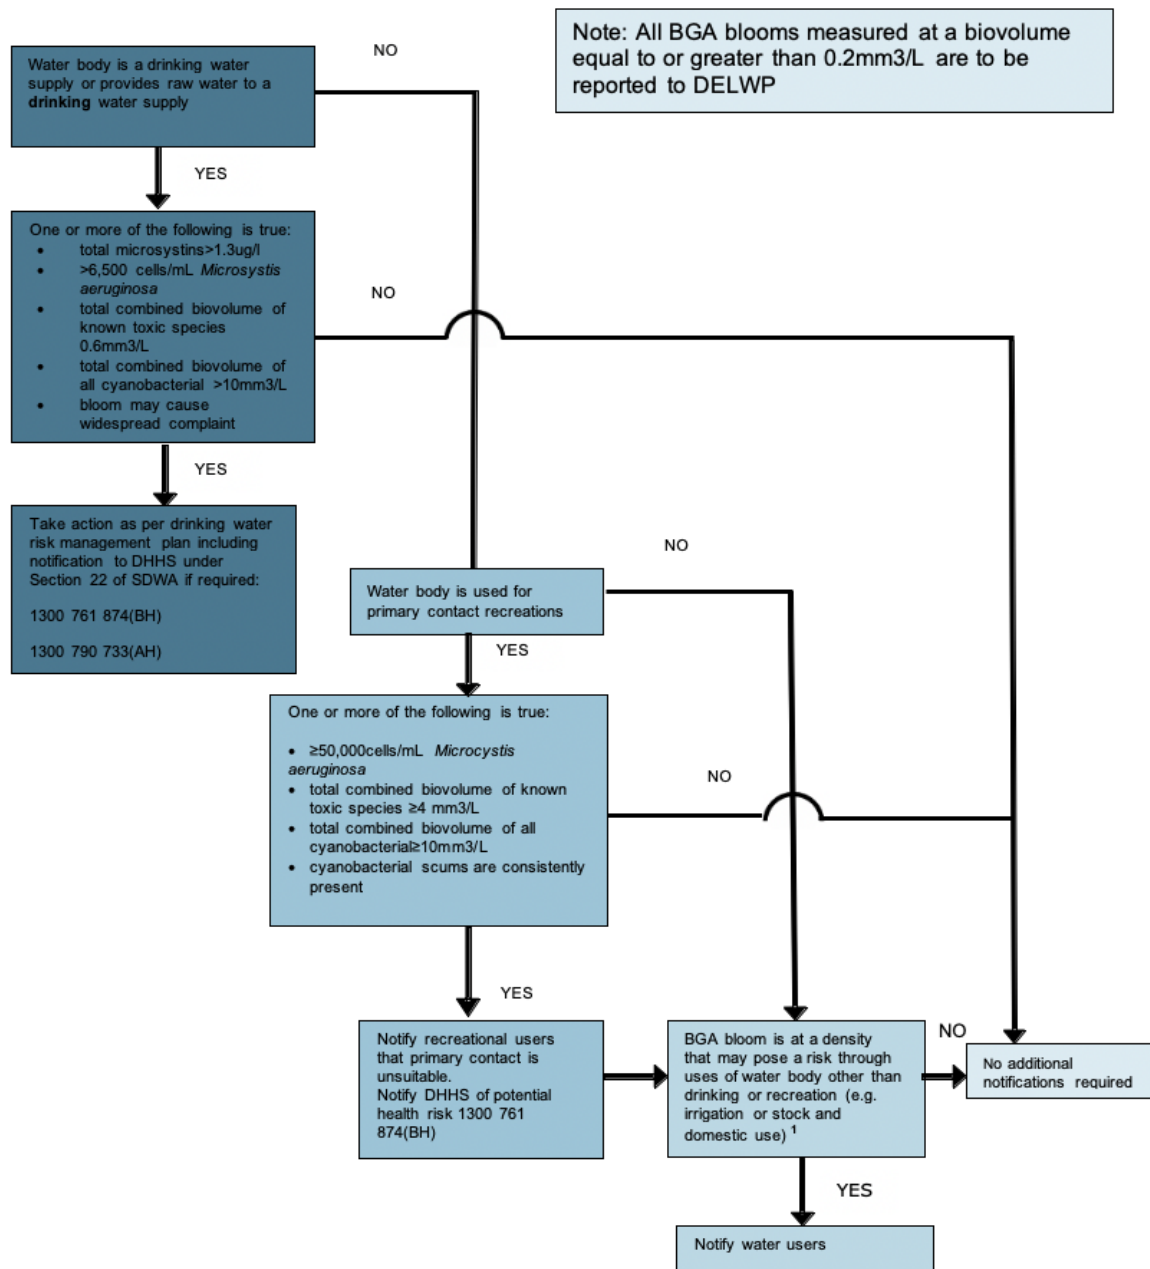 Note: All BGA blooms measured at a biovolume
equal to or greater than 0.2mm3/L are to be
reported to DELWP
NO
Water body is a drinking water
supply or provides raw water to a
drinking water supply
YES
One or more of the following is true:
• total microsystins>1.3ug/l
• >6,500 cells/mL Microsystis
aeruginosa
• total combined biovolume of
known toxic species
0.6mm3/L
• total combined biovolume of
all cyanobacterial >10mm3/L
• bloom may cause
widespread complaint
NO
YES
Take action as per drinking water
risk management plan including
notification to DHHS under
Section 22 of SDWA if required:
1300 761 874(BH)
1300 790 733(AH)
NO
Water body is used for
primary contact recreations
YES
One or more of the following is true:
• ≥50,000cells/mL Microcystis
aeruginosa
• total combined biovolume of known
toxic species ≥4 mm3/L
• total combined biovolume of all
cyanobacterial≥10mm3/L
• cyanobacterial scums are consistently
present
NO
YES
Notify recreational users
that primary contact is
unsuitable.
Notify DHHS of potential
health risk 1300 761
874(BH)
BGA bloom is at a density
that may pose a risk through
uses of water body other than
drinking or recreation (e.g.
irrigation or stock and
domestic use) 1
NO
No additional
notifications required
YES
Notify water users